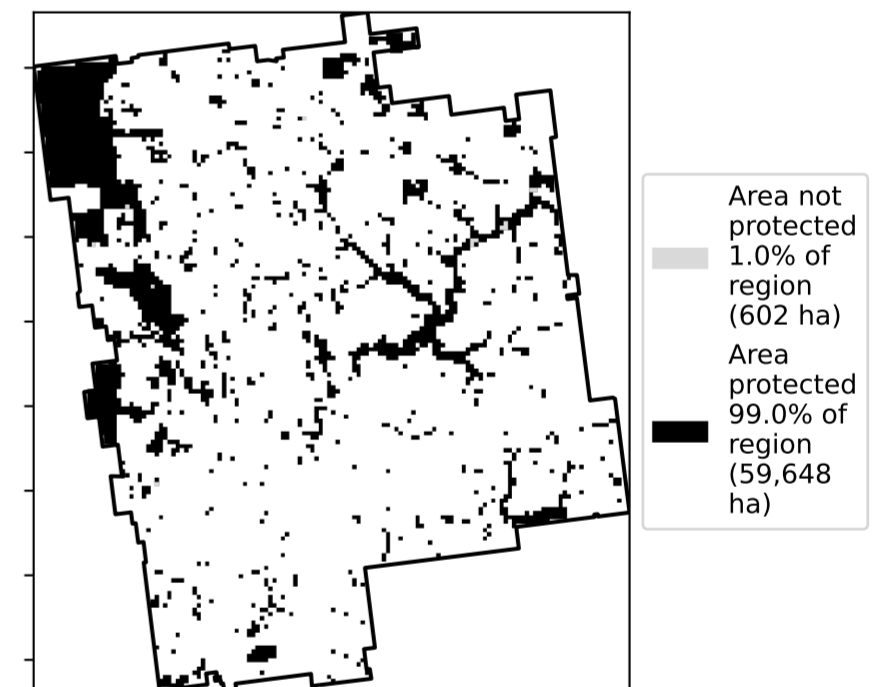 Area not
protected
1.0% of
region
(602 ha)
Area
protected
99.0% of
region
(59,648
ha)